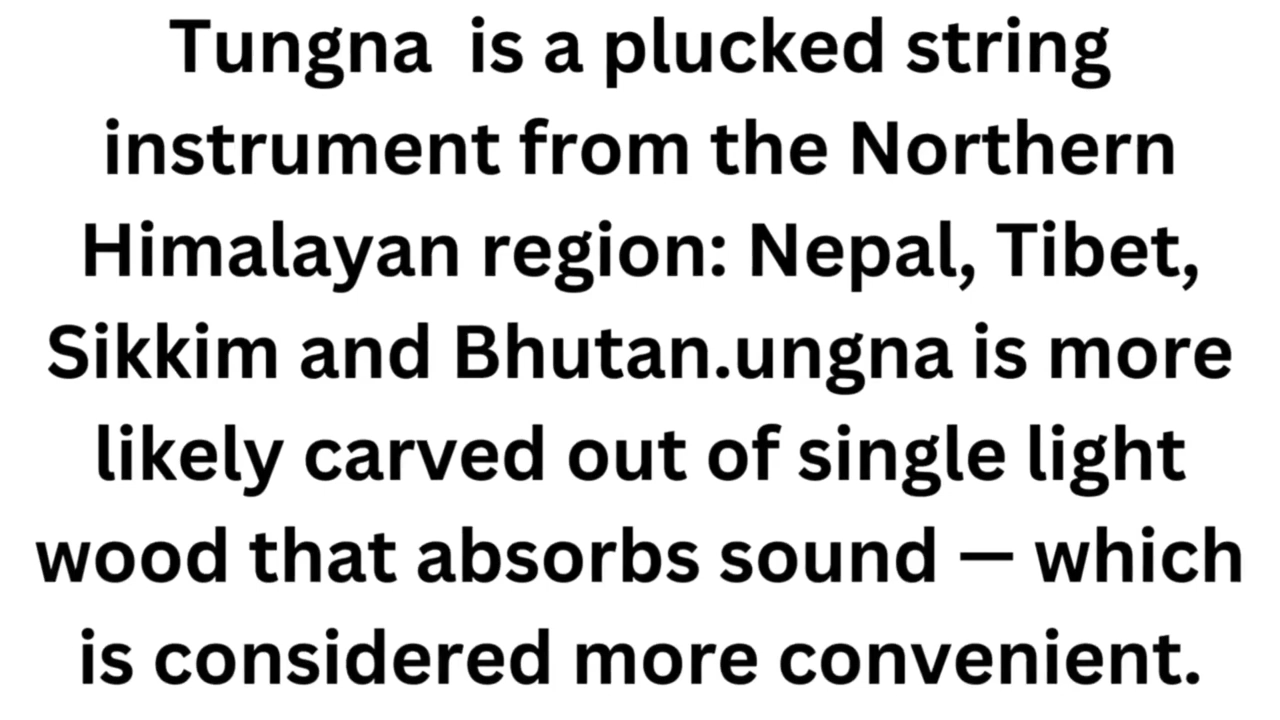 Tungna  is a plucked string
instrument from the Northern
Himalayan region: Nepal, Tibet,
Sikkim and Bhutan.ungna is more
likely carved out of single light
wood that absorbs sound — which
is considered more convenient.